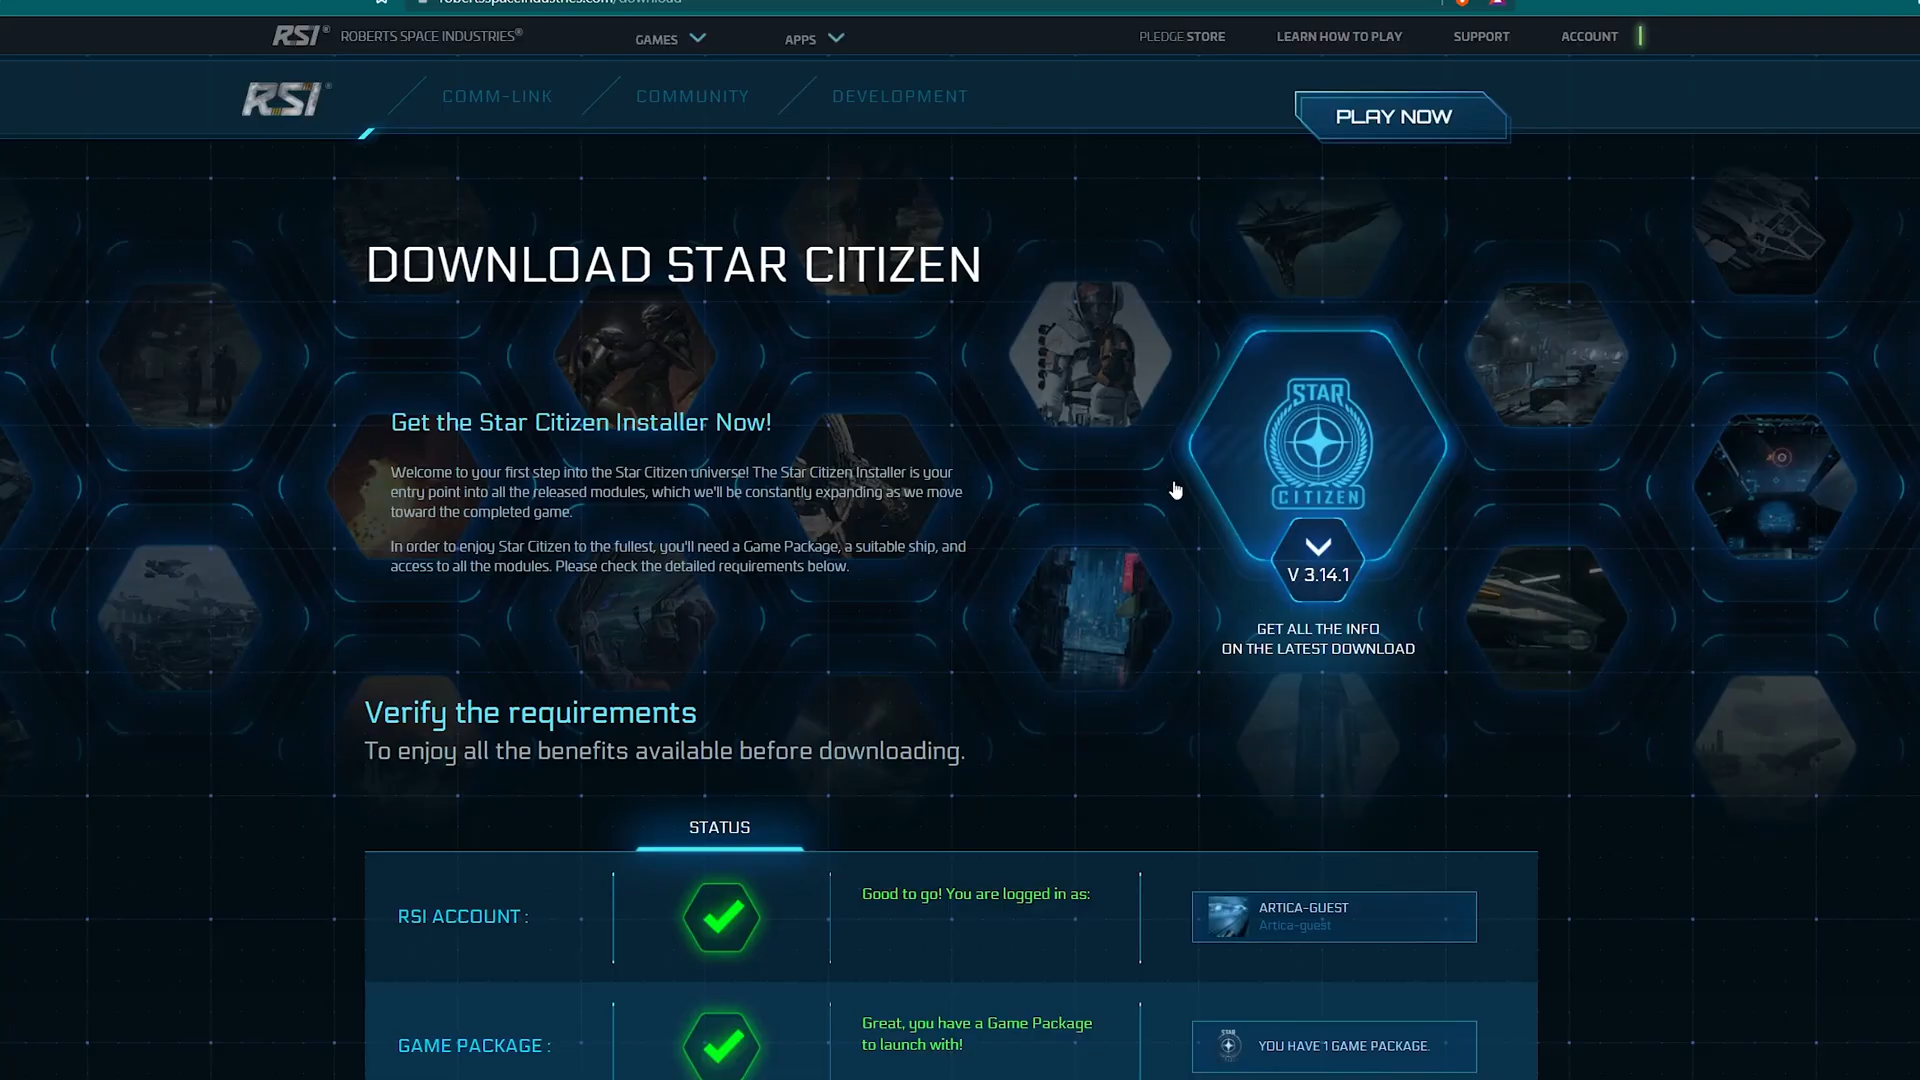 robertsspaceindustries.com/download
RSI® ROBERTS SPACE INDUSTRIES®
GAMES
APPS
PLEDGE STORE
LEARN HOW TO PLAY
SUPPORT
ACCOUNT
RSI®
COMM-LINK
COMMUNITY
DEVELOPMENT
PLAY NOW
DOWNLOAD STAR CITIZEN
Get the Star Citizen Installer Now!
Welcome to your first step into the Star Citizen universe! The Star Citizen Installer is your
entry point into all the released modules, which we'll be constantly expanding as we move
toward the completed game.
In order to enjoy Star Citizen to the fullest, you'll need a Game Package, a suitable ship, and
access to all the modules. Please check the detailed requirements below.
STAR
CITIZEN
V 3.14.1
GET ALL THE INFO
ON THE LATEST DOWNLOAD
Verify the requirements
To enjoy all the benefits available before downloading.
STATUS
RSI ACCOUNT :
Good to go! You are logged in as:
ARTICA-GUEST
Artica-guest
GAME PACKAGE :
Great, you have a Game Package
to launch with!
STAR
YOU HAVE 1 GAME PACKAGE.